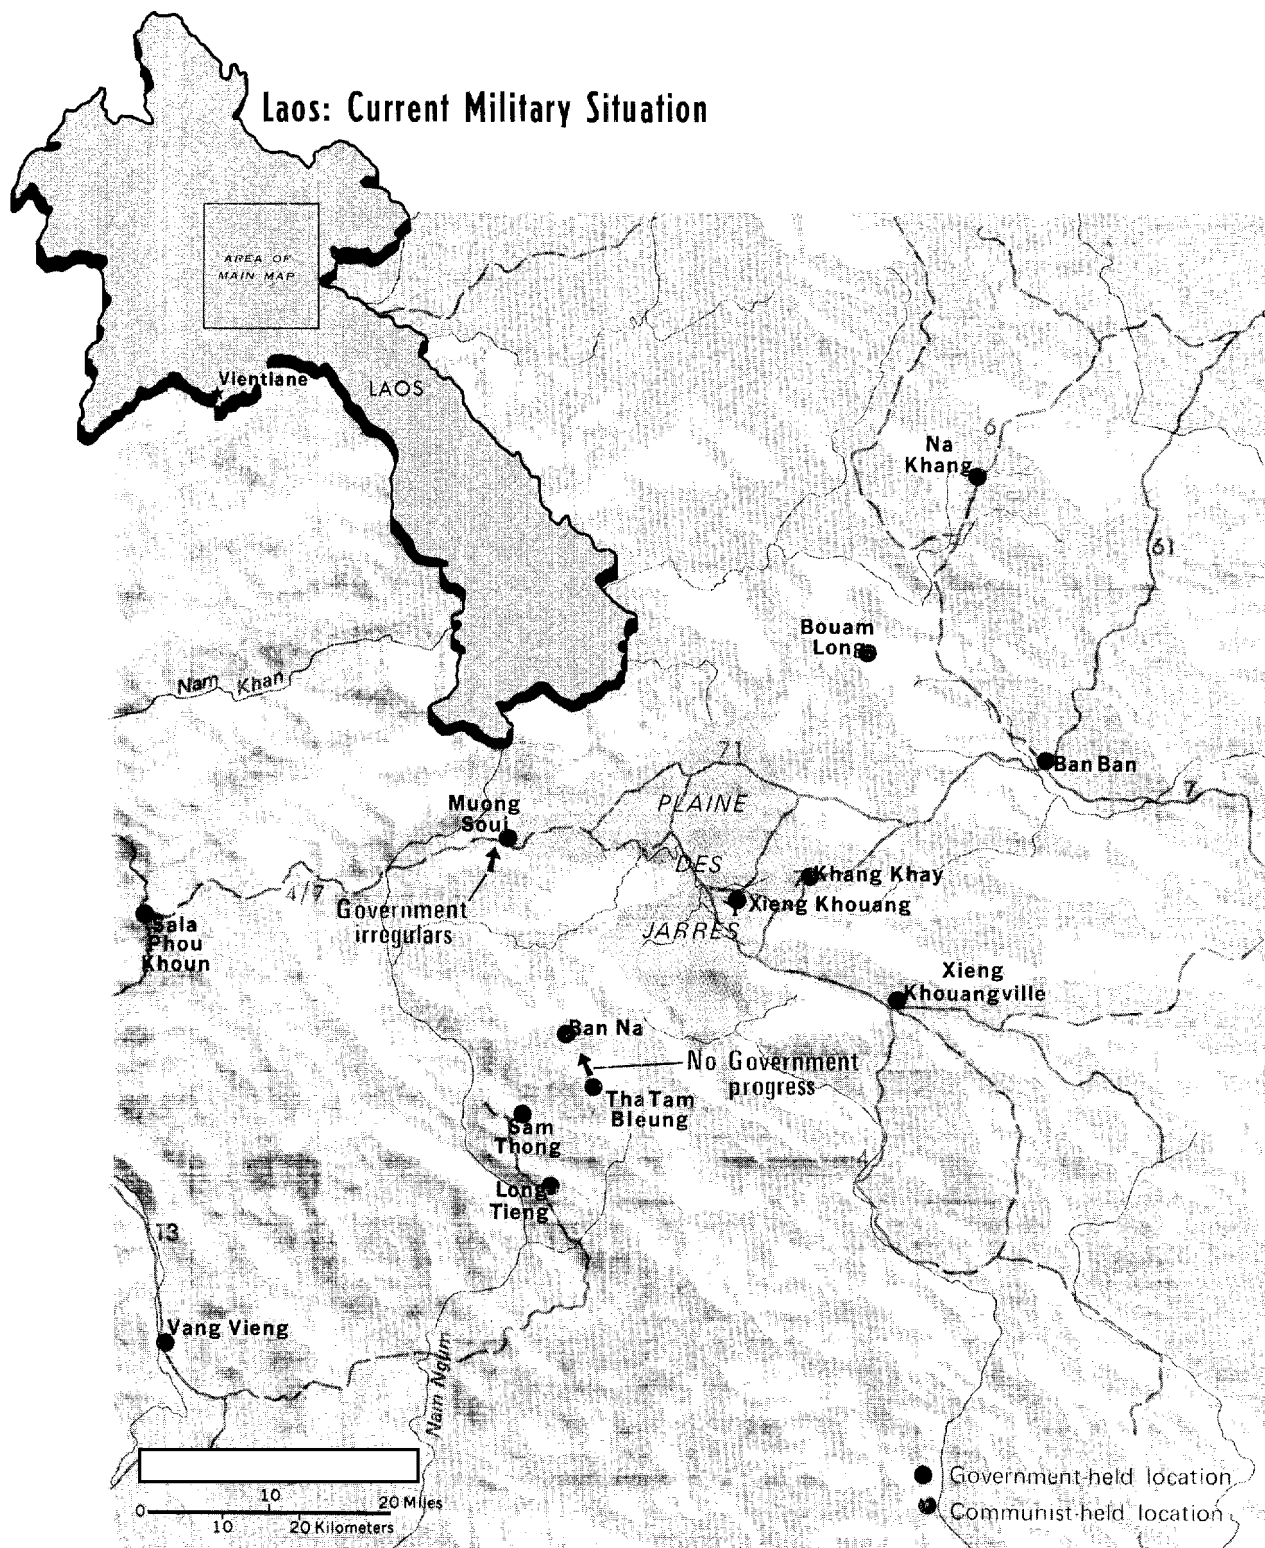 Laos: Current Military Situation
AREA OF
MAIN MAP
Vientiane
LAOS
6
Na
Khang
61
Bouam
Long
Nam Khan
71
Ban Ban
7
PLAINE
Muong
Soui
DES
Khang Khay
4/7
Xieng Khouang
Government
irregulars
JARRES
Sala
Phou
Khoun
Xieng
Khouangville
Ban Na
No Government
progress
Tha Tam
Bleung
Sam
Thong
4
Long
Tieng
13
Vang Vieng
Nam Ngum
Government-held location
Communist-held location
10
20 Miles
0
10
20 Kilometers